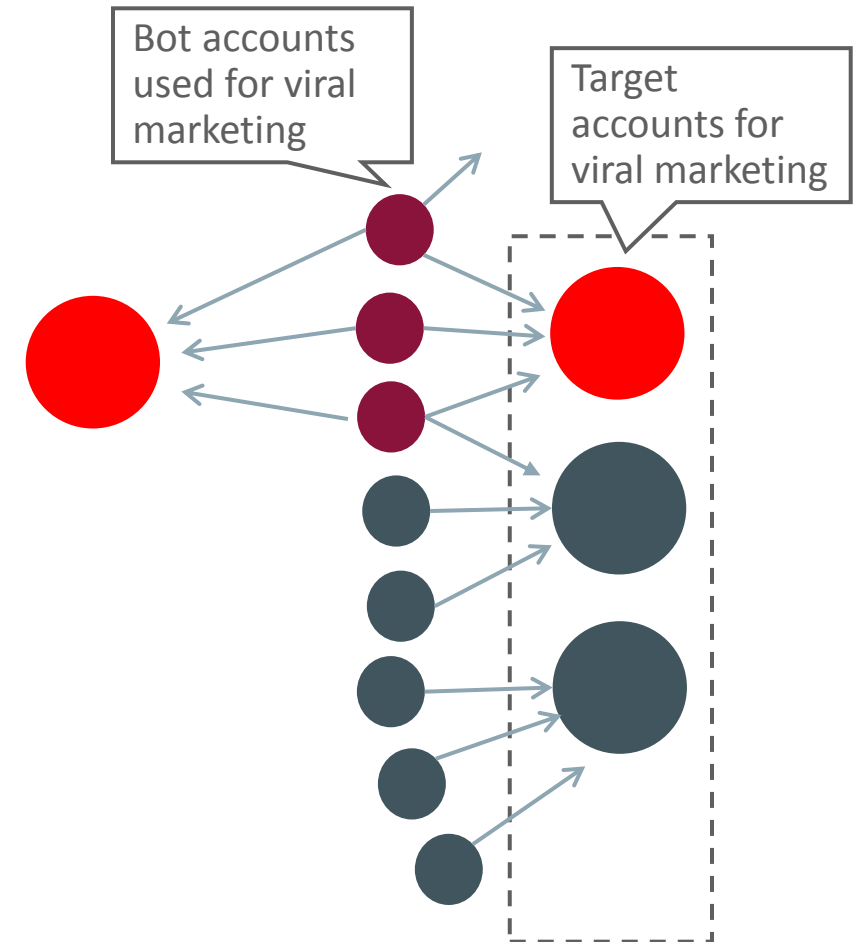 Bot accounts
used for viral
marketing
Target
accounts for
viral marketing